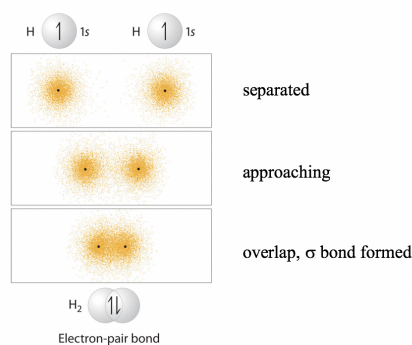 H 1s H 1s
separated
approaching
overlap, σ bond formed
H₂
Electron-pair bond